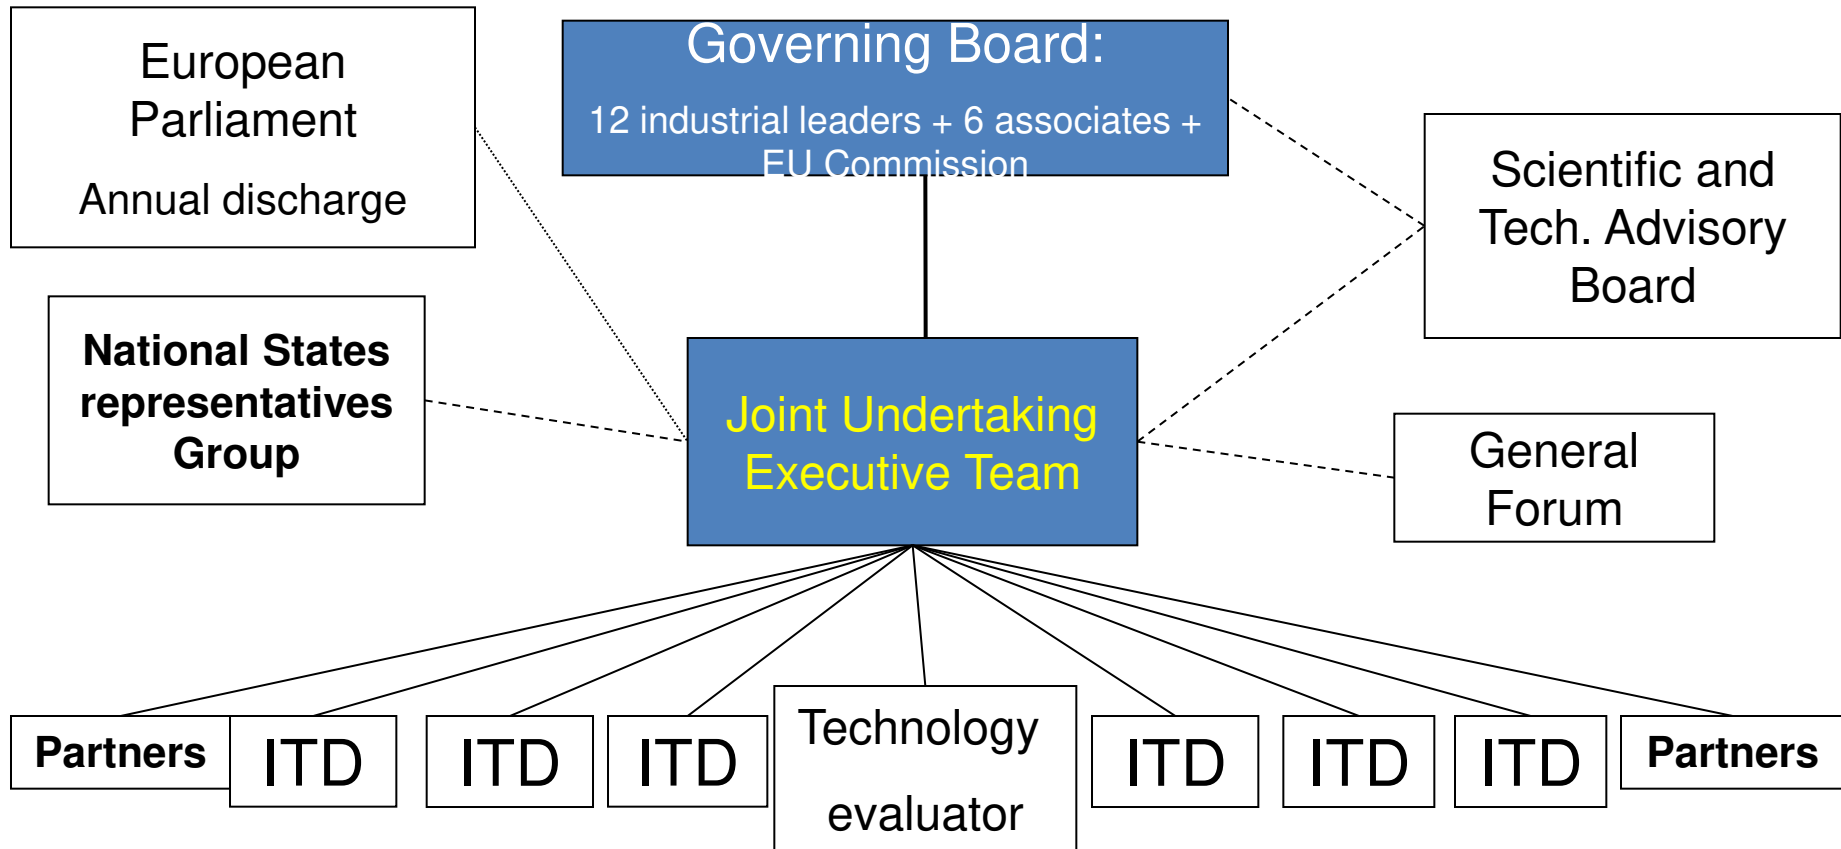 European
Parliament
Annual discharge
Governing Board:
12 industrial leaders + 6 associates +
EU Commission
Scientific and
Tech. Advisory
Board
National States
representatives
Group
Joint Undertaking
Executive Team
General
Forum
Partners
ITD
ITD
ITD
Technology
evaluator
ITD
ITD
ITD
Partners